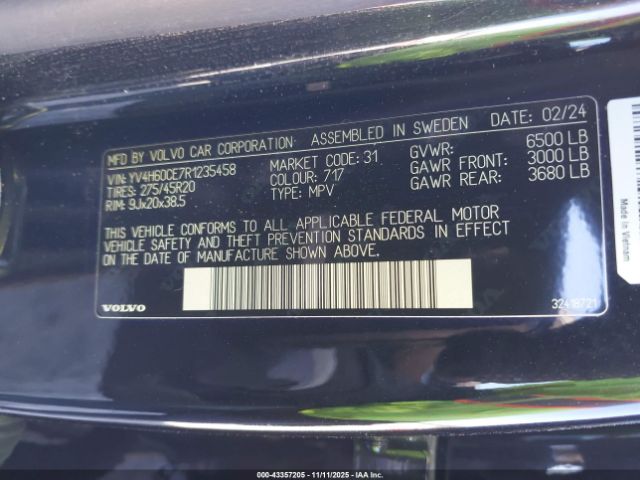 MFD BY VOLVO CAR CORPORATION ASSEMBLED IN SWEDEN DATE: 02/24
VIN: YV4H60CE7R1235458 MARKET CODE: 31 GVWR: 6500 LB
TIRES: 275/45R20 COLOUR: 717 GAWR FRONT: 3000 LB
RIM: 9Jx20x38.5 TYPE: MPV GAWR REAR: 3680 LB
THIS VEHICLE CONFORMS TO ALL APPLICABLE FEDERAL MOTOR
VEHICLE SAFETY AND THEFT PREVENTION STANDARDS IN EFFECT
ON THE DATE OF MANUFACTURE SHOWN ABOVE.
VOLVO 32418721
Made in Vietnam
00-43357205 - 11/11/2025 - IAA Inc.